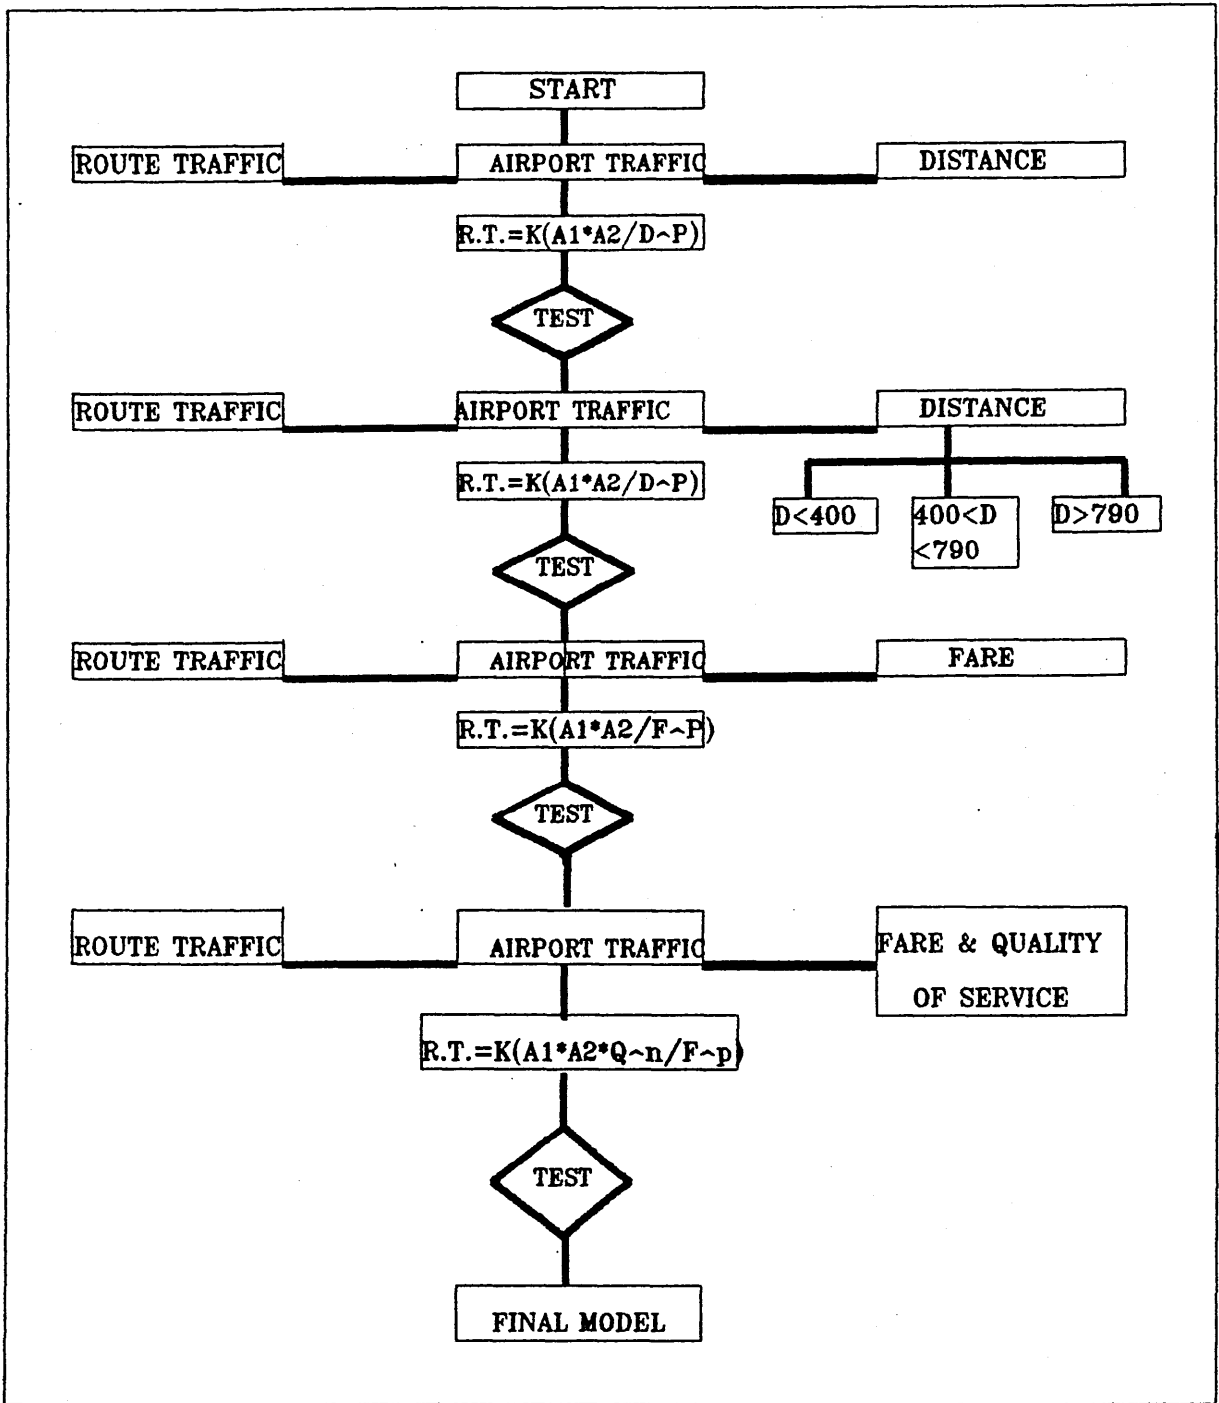 START
ROUTE TRAFFIC
AIRPORT TRAFFIC
DISTANCE
R.T.=K(A1*A2/D~P)
TEST
ROUTE TRAFFIC
AIRPORT TRAFFIC
DISTANCE
R.T.=K(A1*A2/D~P)
D<400
400<D
<790
D>790
TEST
ROUTE TRAFFIC
AIRPORT TRAFFIC
FARE
R.T.=K(A1*A2/F~P)
TEST
ROUTE TRAFFIC
AIRPORT TRAFFIC
FARE & QUALITY
OF SERVICE
R.T.=K(A1*A2*Q~n/F~p)
TEST
FINAL MODEL